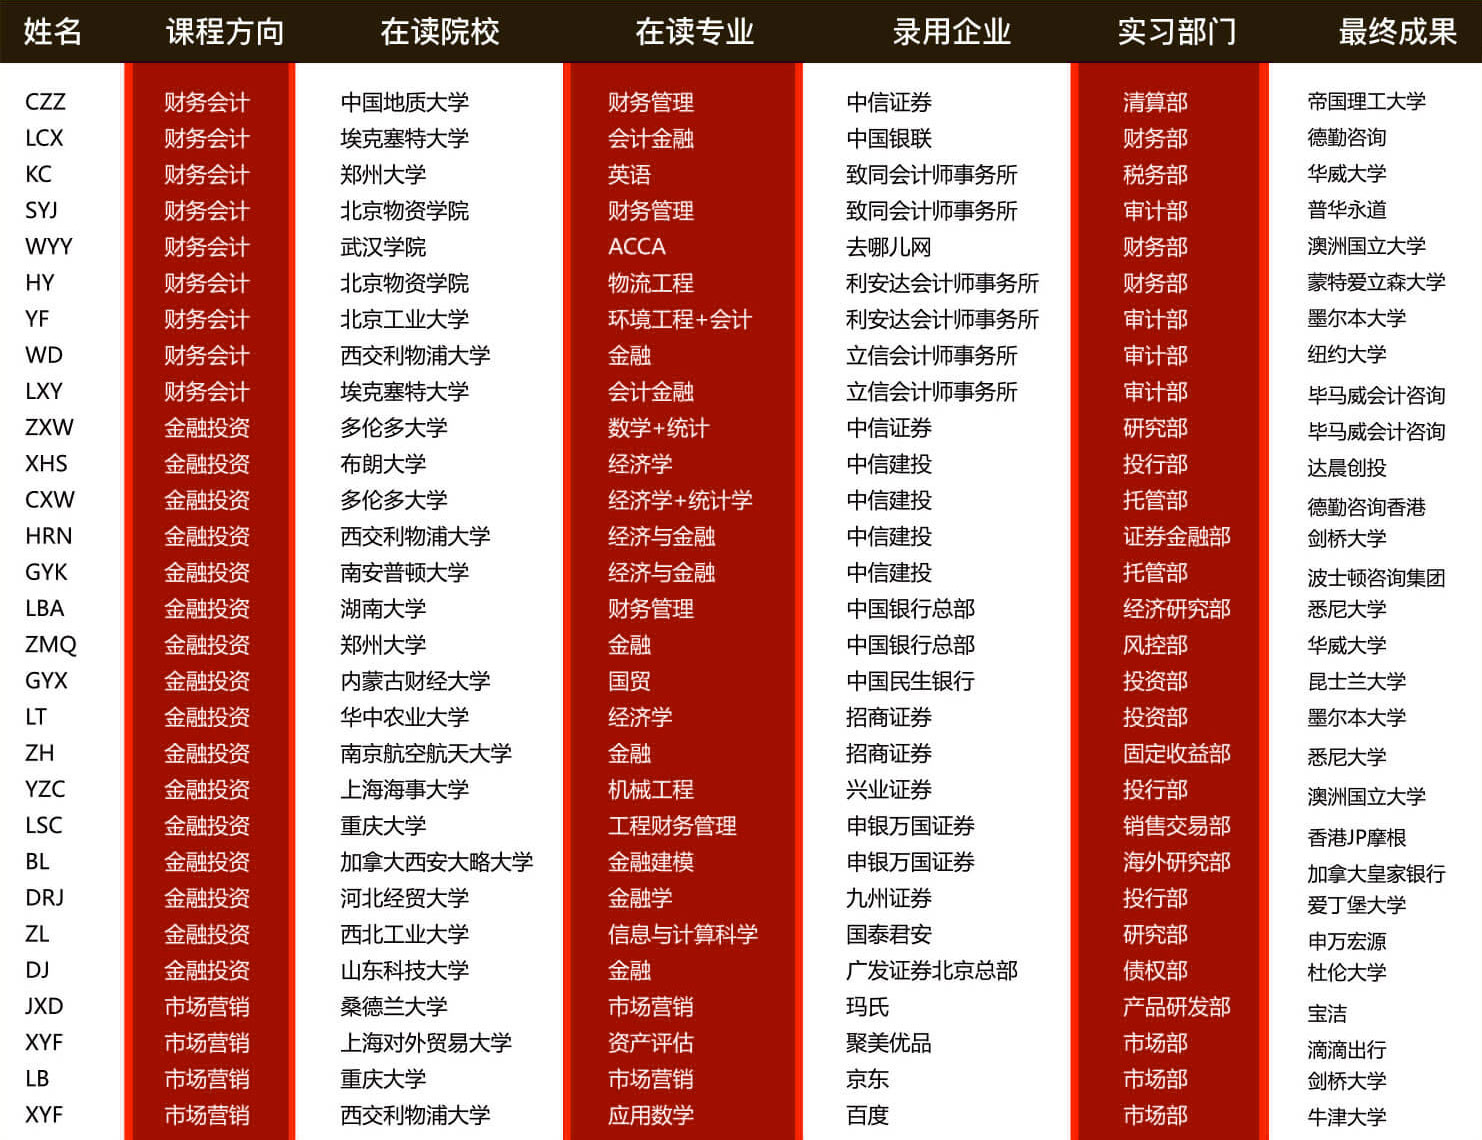 姓名 课程方向 在读院校 在读专业 录用企业 实习部门 最终成果
CZZ 财务会计 中国地质大学 财务管理 中信证券 清算部 帝国理工大学
LCX 财务会计 埃克塞特大学 会计金融 中国银联 财务部 德勤咨询
KC 财务会计 郑州大学 英语 致同会计师事务所 税务部 华威大学
SYJ 财务会计 北京物资学院 财务管理 致同会计师事务所 审计部 普华永道
WYY 财务会计 武汉学院 ACCA 去哪儿网 财务部 澳洲国立大学
HY 财务会计 北京物资学院 物流工程 利安达会计师事务所 财务部 蒙特爱立森大学
YF 财务会计 北京工业大学 环境工程+会计 利安达会计师事务所 审计部 墨尔本大学
WD 财务会计 西交利物浦大学 金融 立信会计师事务所 审计部 纽约大学
LXY 财务会计 埃克塞特大学 会计金融 立信会计师事务所 审计部 毕马威会计咨询
ZXW 金融投资 多伦多大学 数学+统计 中信证券 研究部 毕马威会计咨询
XHS 金融投资 布朗大学 经济学 中信建投 投行部 达晨创投
CXW 金融投资 多伦多大学 经济学+统计学 中信建投 托管部 德勤咨询香港
HRN 金融投资 西交利物浦大学 经济与金融 中信建投 证券金融部 剑桥大学
GYK 金融投资 南安普顿大学 经济与金融 中信建投 托管部 波士顿咨询集团
LBA 金融投资 湖南大学 财务管理 中国银行总部 经济研究部 悉尼大学
ZMQ 金融投资 郑州大学 金融 中国银行总部 风控部 华威大学
GYX 金融投资 内蒙古财经大学 国贸 中国民生银行 投资部 昆士兰大学
LT 金融投资 华中农业大学 经济学 招商证券 投资部 墨尔本大学
ZH 金融投资 南京航空航天大学 金融 招商证券 固定收益部 悉尼大学
YZC 金融投资 上海海事大学 机械工程 兴业证券 投行部 澳洲国立大学
LSC 金融投资 重庆大学 工程财务管理 申银万国证券 销售交易部 香港JP摩根
BL 金融投资 加拿大西安大略大学 金融建模 申银万国证券 海外研究部 加拿大皇家银行
DRJ 金融投资 河北经贸大学 金融学 九州证券 投行部 爱丁堡大学
ZL 金融投资 西北工业大学 信息与计算科学 国泰君安 研究部 申万宏源
DJ 金融投资 山东科技大学 金融 广发证券北京总部 债权部 杜伦大学
JXD 市场营销 桑德兰大学 市场营销 玛氏 产品研发部 宝洁
XYF 市场营销 上海对外贸易大学 资产评估 聚美优品 市场部 滴滴出行
LB 市场营销 重庆大学 市场营销 京东 市场部 剑桥大学
XYF 市场营销 西交利物浦大学 应用数学 百度 市场部 牛津大学